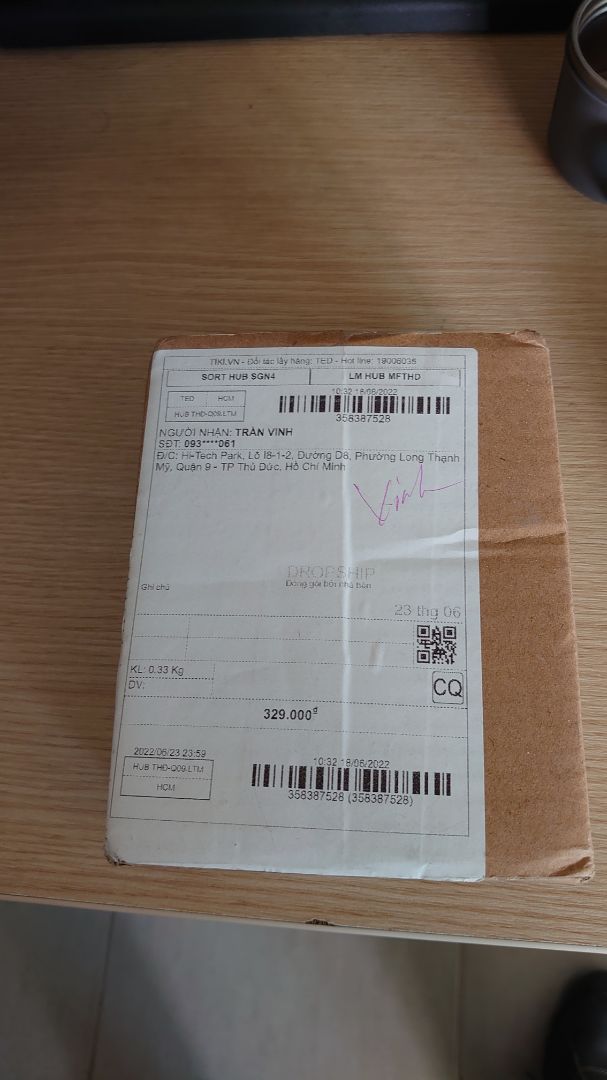 TIKI.VN - Đối tác lấy hàng: TED - Hot line: 19006035
SORT HUB SGN4 LM HUB MFTHD
TED HCM
HUB THĐ-Q09.LTM
10:32 18/06/2022
358387528
NGƯỜI NHẬN: TRẦN VINH
SĐT: 093****061
Đ/C: Hi-Tech Park, Lô I8-1-2, Đường D8, Phường Long Thạnh
Mỹ, Quận 9 - TP Thủ Đức, Hồ Chí Minh
Vinh
DROPSHIP
Đóng gói bởi nhà bán
Ghi chú
23 thg 06
KL: 0.33 Kg
DV:
CQ
329.000₫
2022/06/23 23:59
HUB THĐ-Q09.LTM
HCM
10:32 18/06/2022
358387528 (358387528)